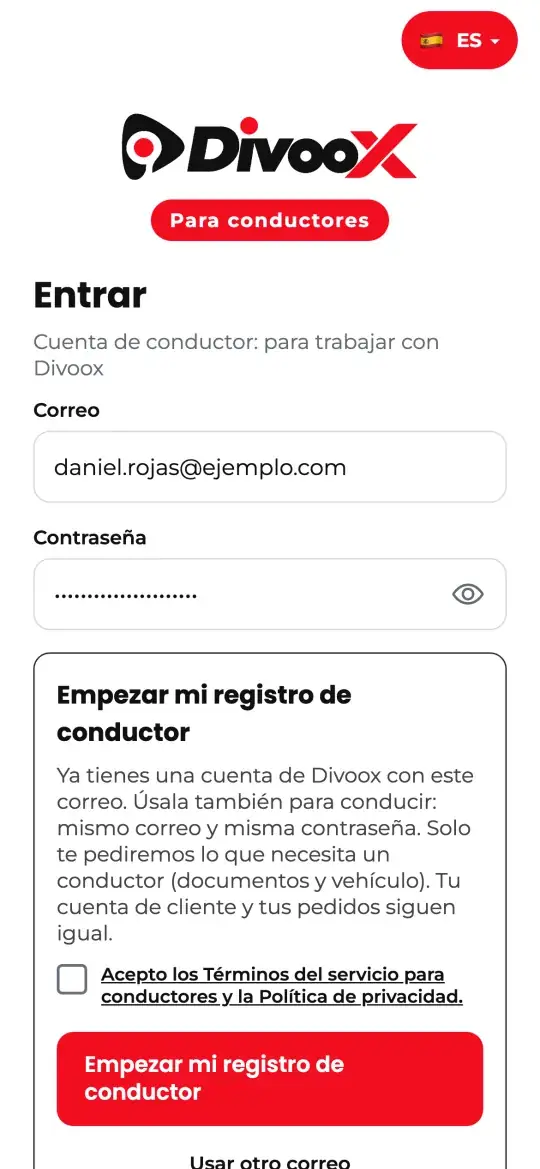 ES
DivooX
Para conductores
Entrar
Cuenta de conductor: para trabajar con
Divoox
Correo
daniel.rojas@ejemplo.com
Contraseña
Empezar mi registro de
conductor
Ya tienes una cuenta de Divoox con este
correo. Úsala también para conducir:
mismo correo y misma contraseña. Solo
te pediremos lo que necesita un
conductor (documentos y vehículo). Tu
cuenta de cliente y tus pedidos siguen
igual.
Acepto los Términos del servicio para
conductores y la Política de privacidad.
Empezar mi registro de
conductor
Usar otro correo